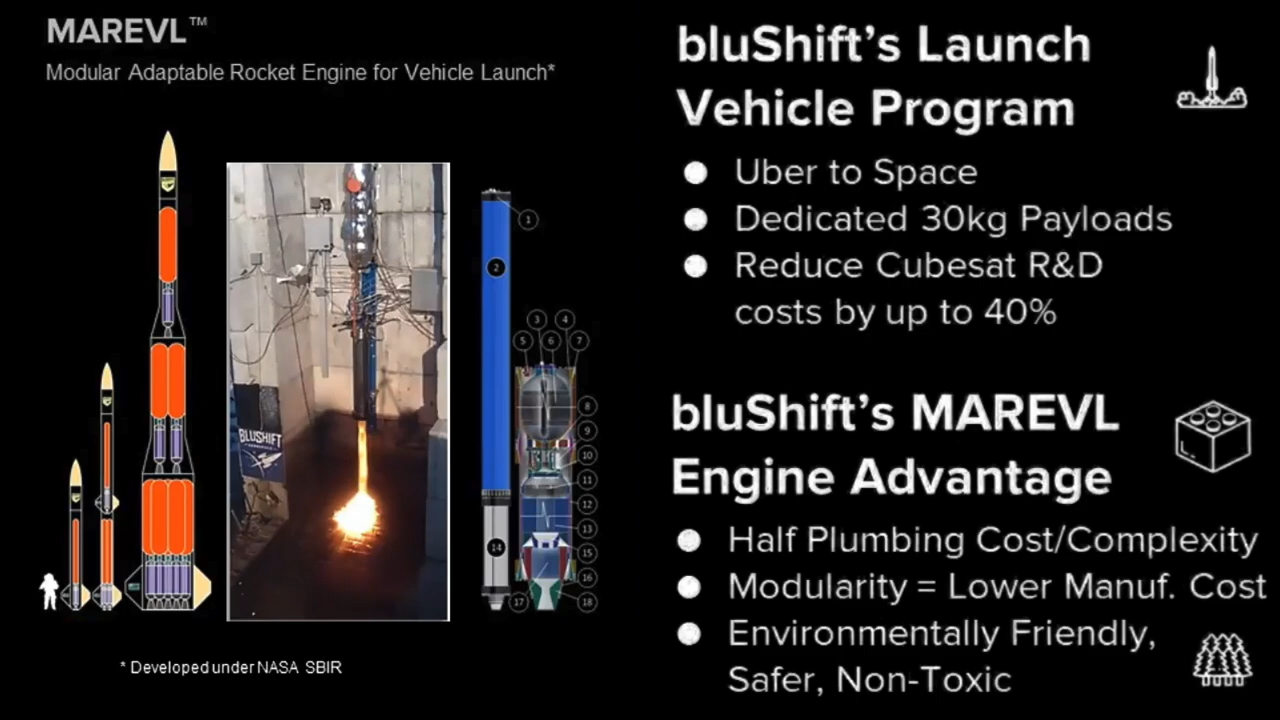 MAREVL™
Modular Adaptable Rocket Engine for Vehicle Launch*
BLUSHIFT
1
2
3
4
5
6
7
8
9
10
11
12
13
14
15
16
17
18
* Developed under NASA SBIR
bluShift’s Launch
Vehicle Program
● Uber to Space
● Dedicated 30kg Payloads
● Reduce Cubesat R&D
costs by up to 40%
bluShift’s MAREVL
Engine Advantage
● Half Plumbing Cost/Complexity
● Modularity = Lower Manuf. Cost
● Environmentally Friendly,
Safer, Non-Toxic